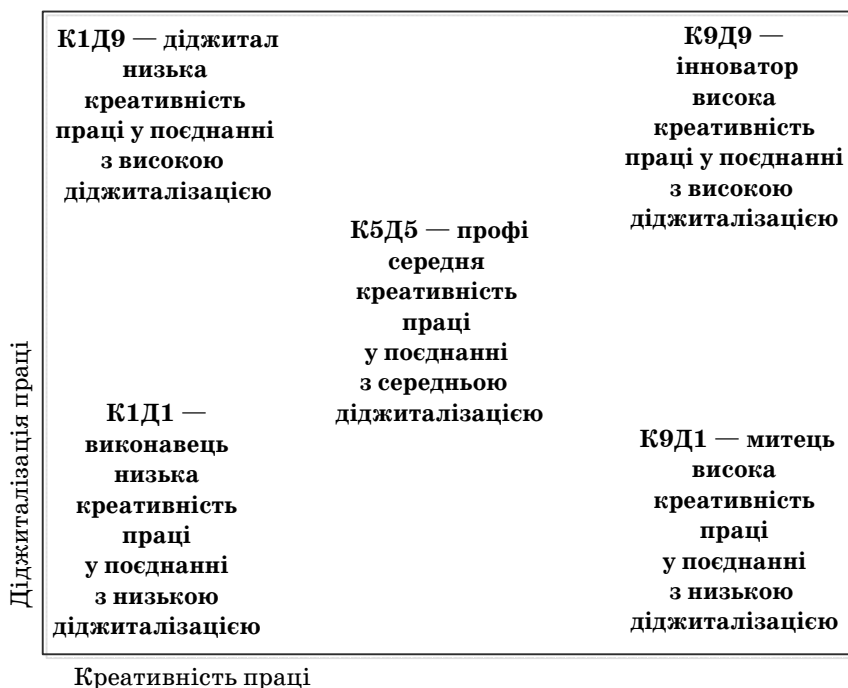 К1Д9 — діджитал
низька
креативність
праці у поєднанні
з високою
діджиталізацією
К9Д9 —
інноватор
висока
креативність
праці у поєднанні
з високою
діджиталізацією
К5Д5 — профі
середня
креативність
праці
у поєднанні
з середньою
діджиталізацією
К1Д1 —
виконавець
низька
креативність
праці
у поєднанні
з низькою
діджиталізацією
К9Д1 — митець
висока
креативність
праці
у поєднанні
з низькою
діджиталізацією
Діджиталізація праці
Креативність праці